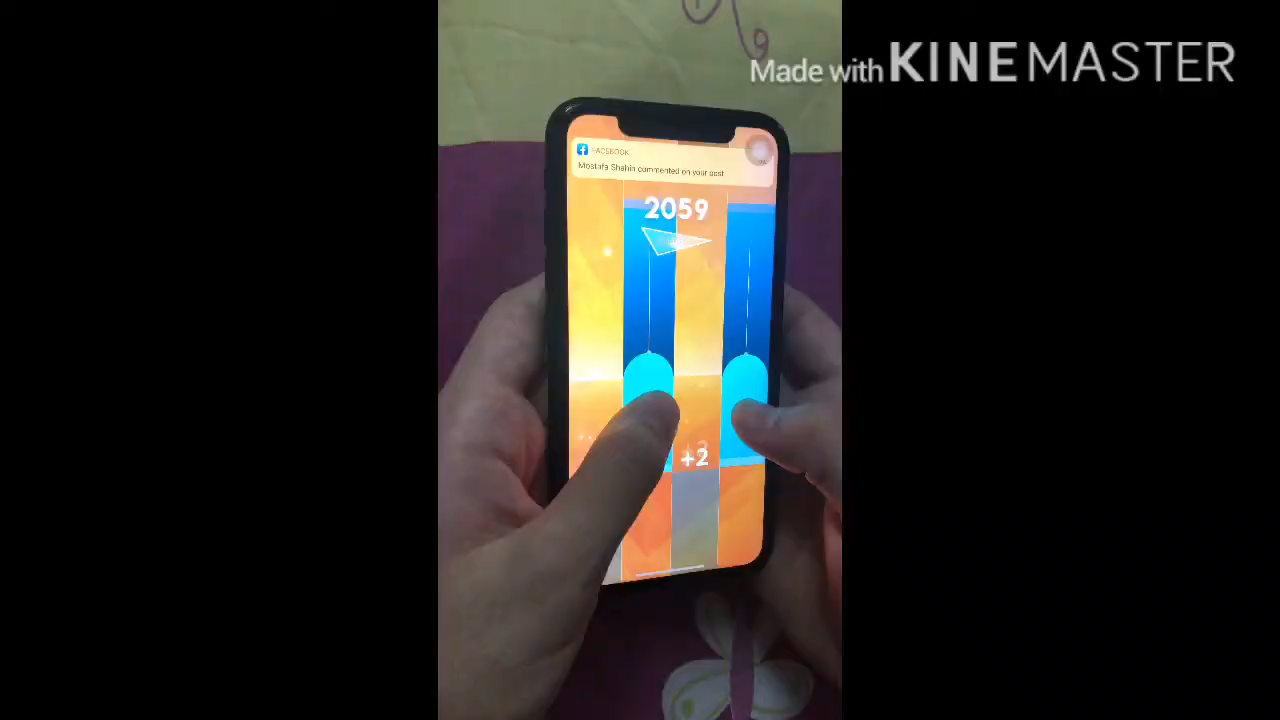 Made with KINEMASTER
FACEBOOK
Mostafa Shahin commented on your post
2059
+2